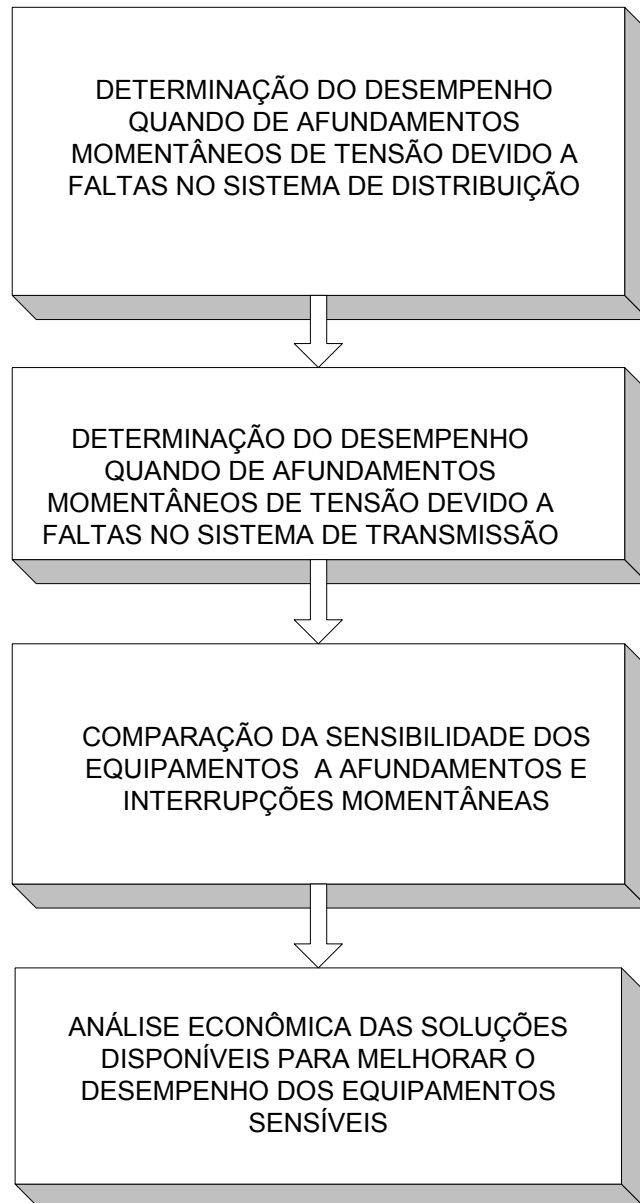 DETERMINAÇÃO DO DESEMPENHO
QUANDO DE AFUNDAMENTOS
MOMENTÂNEOS DE TENSÃO DEVIDO A
FALTAS NO SISTEMA DE DISTRIBUIÇÃO
DETERMINAÇÃO DO DESEMPENHO
QUANDO DE AFUNDAMENTOS
MOMENTÂNEOS DE TENSÃO DEVIDO A
FALTAS NO SISTEMA DE TRANSMISSÃO
COMPARAÇÃO DA SENSIBILIDADE DOS
EQUIPAMENTOS A AFUNDAMENTOS E
INTERRUPÇÕES MOMENTÂNEAS
ANÁLISE ECONÔMICA DAS SOLUÇÕES
DISPONÍVEIS PARA MELHORAR O
DESEMPENHO DOS EQUIPAMENTOS
SENSÍVEIS